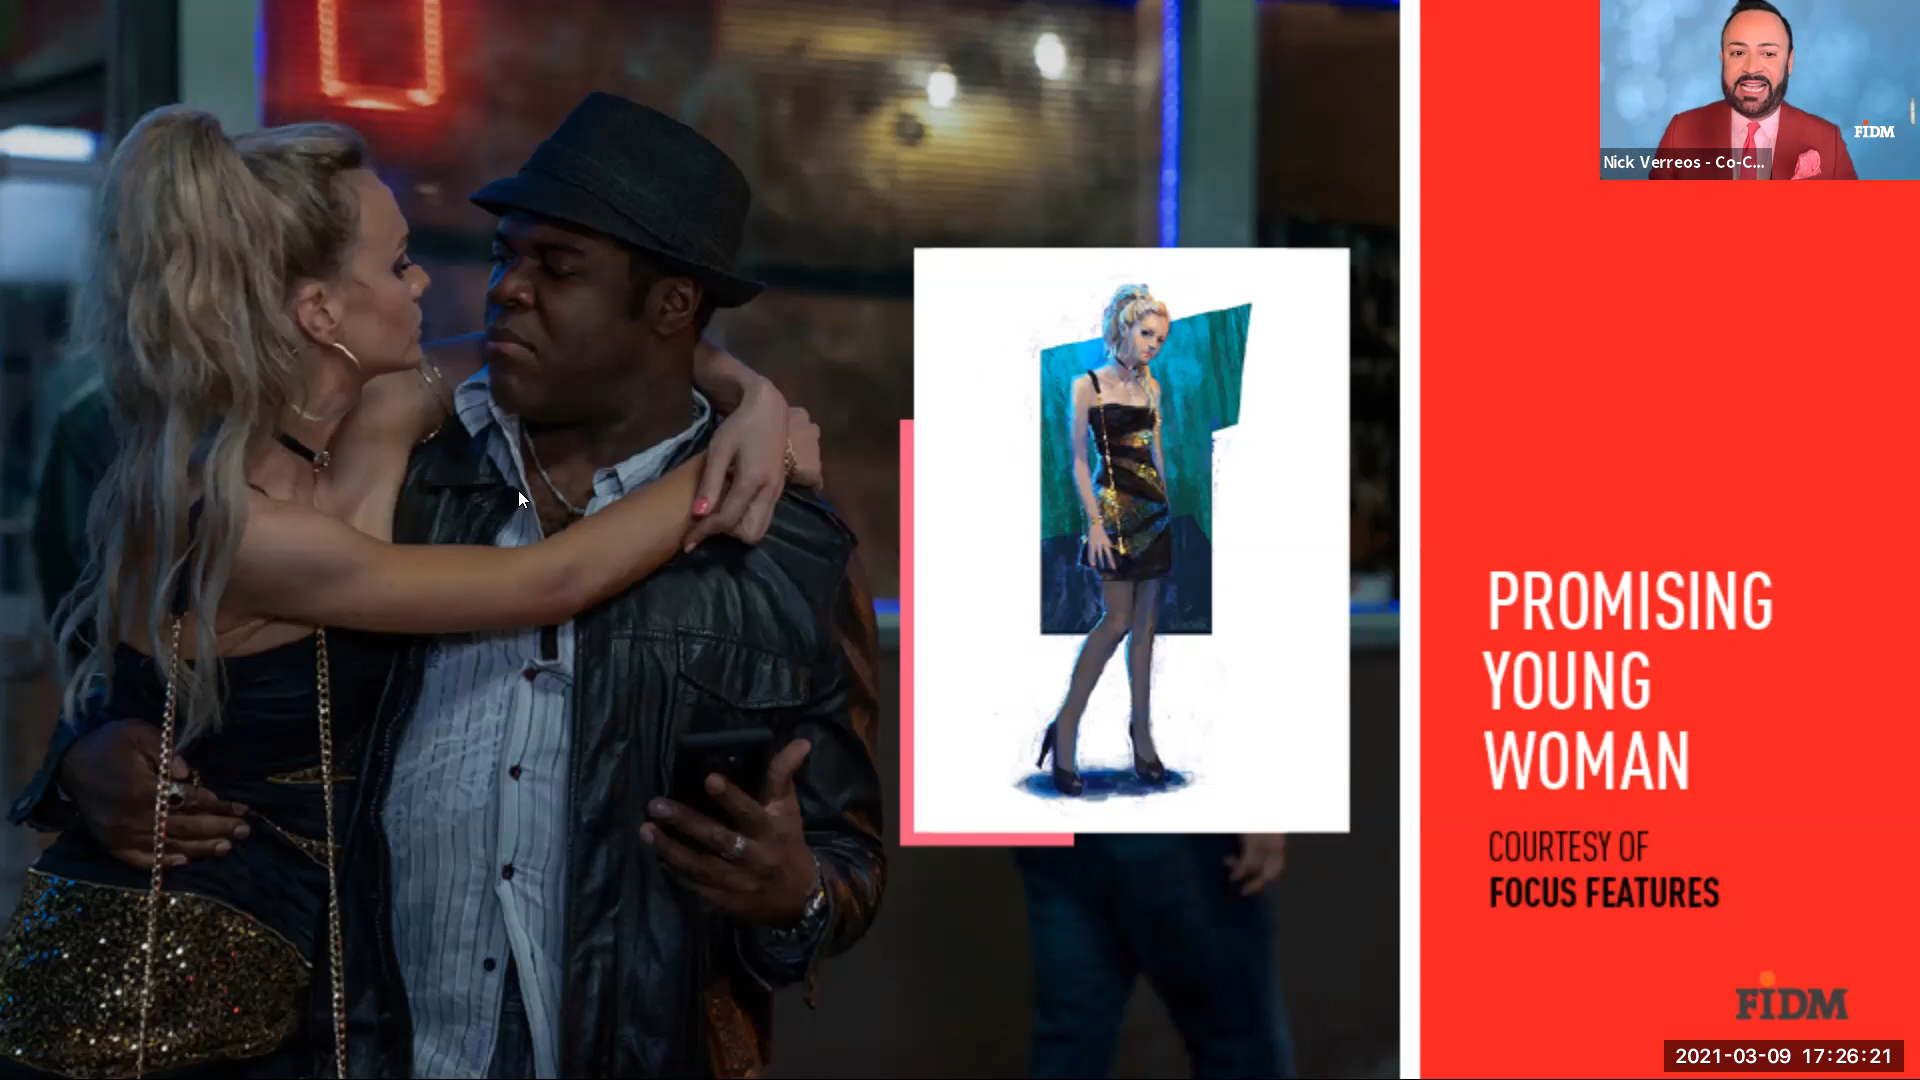 FIDM
Nick Verreos - Co-C...
PROMISING
YOUNG
WOMAN
COURTESY OF
FOCUS FEATURES
FIDM
2021-03-09 17:26:21